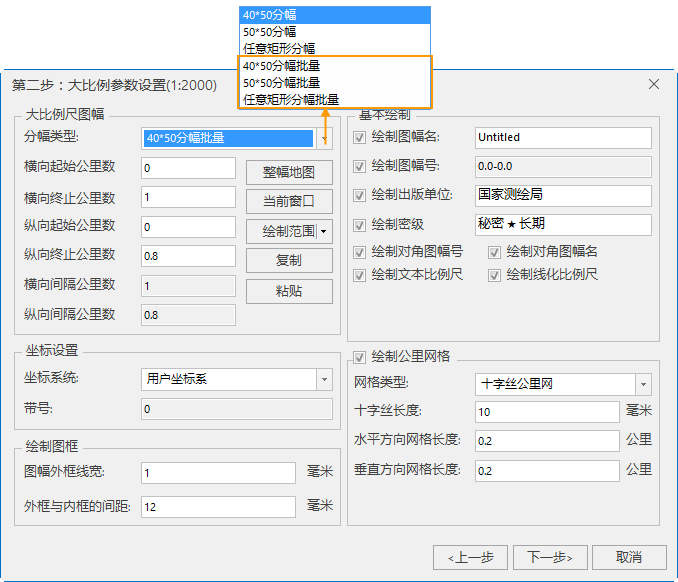 40*50分幅
50*50分幅
任意矩形分幅
40*50分幅批量
50*50分幅批量
任意矩形分幅批量
第二步：大比例参数设置(1:2000)
大比例尺图幅
分幅类型:
40*50分幅批量
横向起始公里数
0
整幅地图
横向终止公里数
1
当前窗口
纵向起始公里数
0
绘制范围
纵向终止公里数
0.8
复制
横向间隔公里数
1
粘贴
纵向间隔公里数
0.8
坐标设置
坐标系统:
用户坐标系
带号:
0
绘制图框
图幅外框线宽:
1
毫米
外框与内框的间距:
12
毫米
基本绘制
绘制图幅名:
Untitled
绘制图幅号:
0.0-0.0
绘制出版单位:
国家测绘局
绘制密级
秘密★长期
绘制对角图幅号
绘制对角图幅名
绘制文本比例尺
绘制线化比例尺
绘制公里网格
网格类型:
十字丝公里网
十字丝长度:
10
毫米
水平方向网格长度:
0.2
公里
垂直方向网格长度:
0.2
公里
<上一步
下一步>
取消